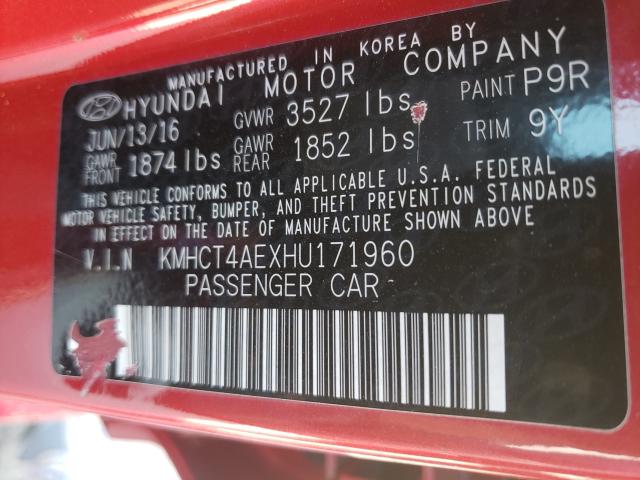 MANUFACTURED IN KOREA BY
HYUNDAI MOTOR COMPANY
JUN/13/16 GVWR 3527 lbs PAINT P9R
GAWR FRONT 1874 lbs GAWR REAR 1852 lbs TRIM 9Y
THIS VEHICLE CONFORMS TO ALL APPLICABLE U.S.A. FEDERAL
MOTOR VEHICLE SAFETY, BUMPER, AND THEFT PREVENTION STANDARDS
IN EFFECT ON THE DATE OF MANUFACTURE SHOWN ABOVE
V.I.N KMHCT4AEXHU171960
PASSENGER CAR